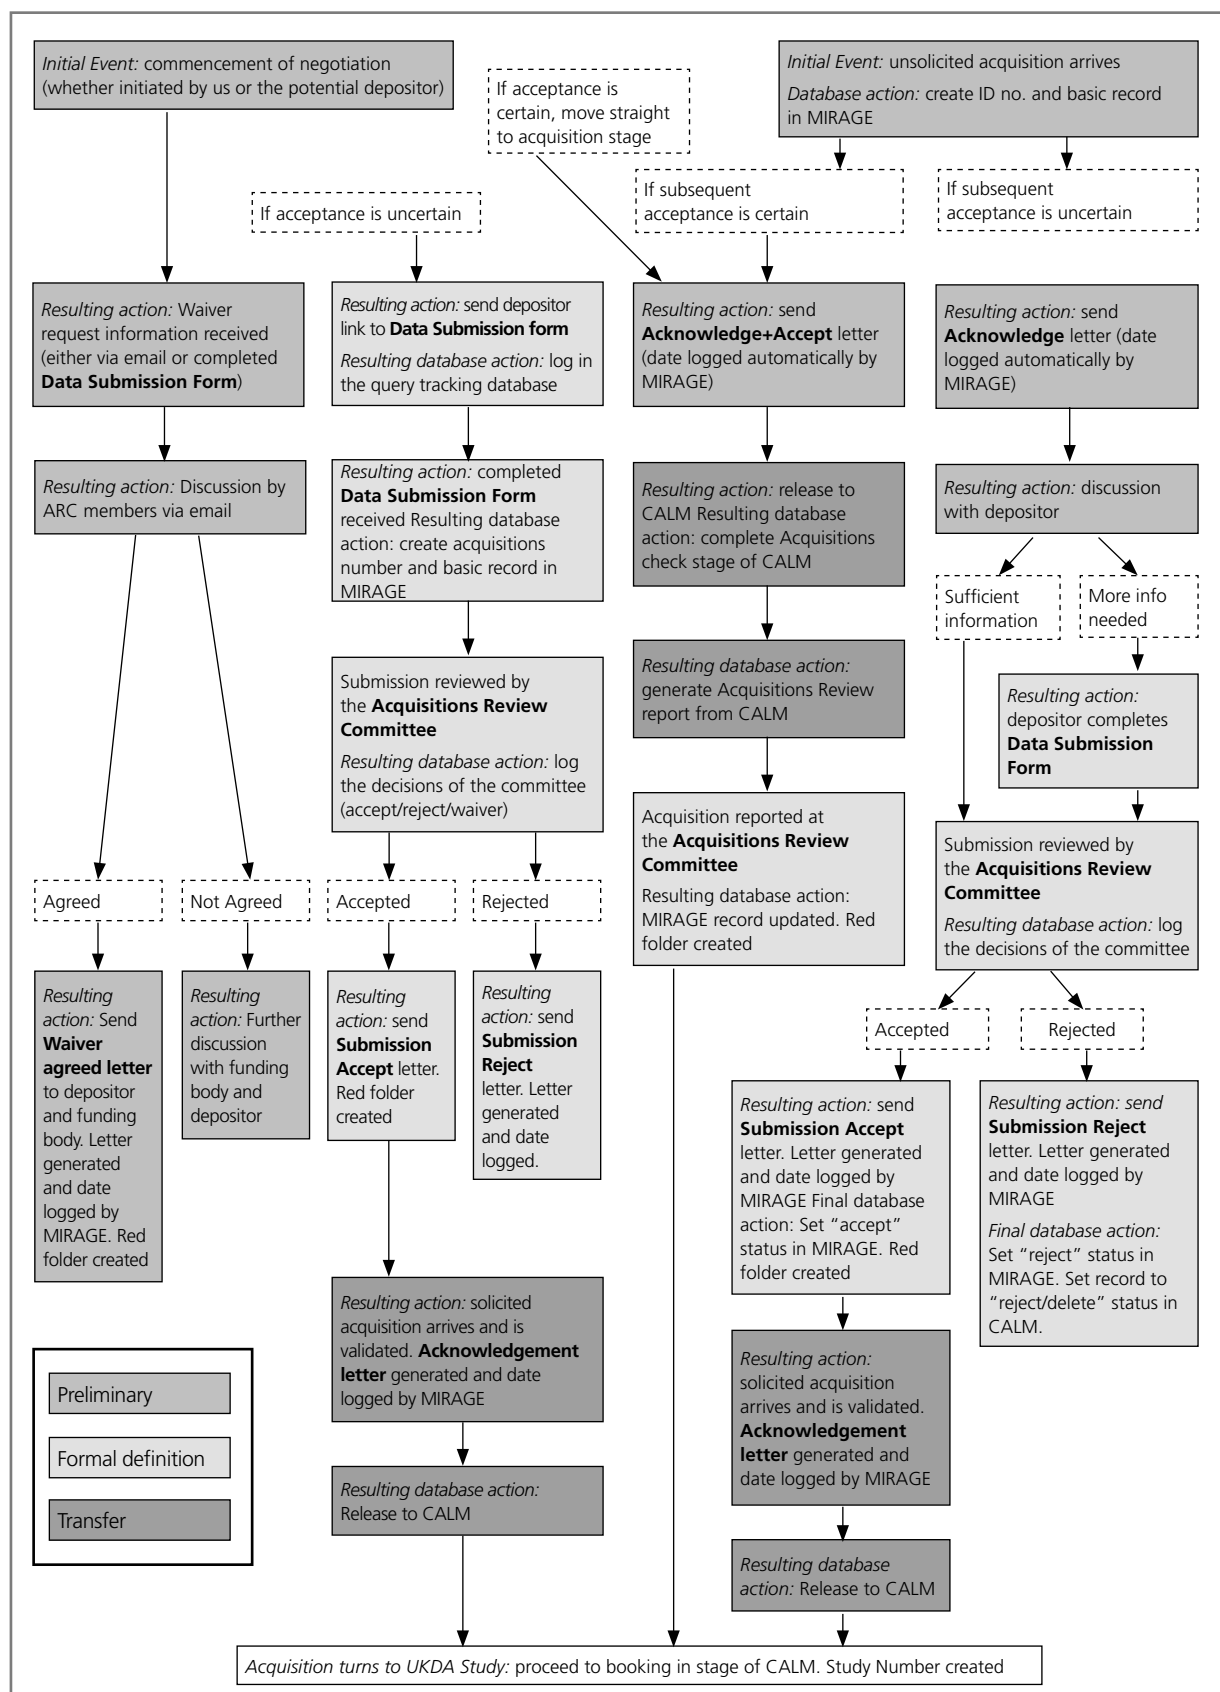 Initial Event: commencement of negotiation
(whether initiated by us or the potential depositor)
If acceptance is
certain, move straight
to acquisition stage
Initial Event: unsolicited acquisition arrives
Database action: create ID no. and basic record
in MIRAGE
If acceptance is uncertain
If subsequent
acceptance is certain
If subsequent
acceptance is uncertain
Resulting action: Waiver
request information received
(either via email or completed
Data Submission Form)
Resulting action: send depositor
link to Data Submission form
Resulting database action: log in
the query tracking database
Resulting action: send
Acknowledge+Accept letter
(date logged automatically by
MIRAGE)
Resulting action: send
Acknowledge letter (date
logged automatically by
MIRAGE)
Resulting action: Discussion by
ARC members via email
Resulting action: completed
Data Submission Form
received Resulting database
action: create acquisitions
number and basic record in
MIRAGE
Resulting action: release to
CALM Resulting database
action: complete Acquisitions
check stage of CALM
Resulting action: discussion
with depositor
Sufficient
information
More info
needed
Submission reviewed by
the Acquisitions Review
Committee
Resulting database action: log
the decisions of the committee
(accept/reject/waiver)
Resulting database action:
generate Acquisitions Review
report from CALM
Resulting action:
depositor completes
Data Submission
Form
Acquisition reported at
the Acquisitions Review
Committee
Resulting database action:
MIRAGE record updated. Red
folder created
Submission reviewed by
the Acquisitions Review
Committee
Resulting database action: log
the decisions of the committee
Agreed
Not Agreed
Accepted
Rejected
Resulting
action: Send
Waiver
agreed letter
to depositor
and funding
body. Letter
generated
and date
logged by
MIRAGE. Red
folder created
Resulting
action: Further
discussion
with funding
body and
depositor
Resulting
action: send
Submission
Accept letter.
Red folder
created
Resulting
action: send
Submission
Reject
letter. Letter
generated
and date
logged.
Accepted
Rejected
Resulting action: send
Submission Accept
letter. Letter generated
and date logged by
MIRAGE Final database
action: Set “accept”
status in MIRAGE. Red
folder created
Resulting action: send
Submission Reject
letter. Letter generated
and date logged by
MIRAGE
Final database action:
Set “reject” status in
MIRAGE. Set record to
“reject/delete” status in
CALM.
Resulting action: solicited
acquisition arrives and is
validated. Acknowledgement
letter generated and date
logged by MIRAGE
Resulting action:
solicited acquisition
arrives and is validated.
Acknowledgement
letter generated and
date logged by MIRAGE
Preliminary
Formal definition
Transfer
Resulting database action:
Release to CALM
Resulting database
action: Release to CALM
Acquisition turns to UKDA Study: proceed to booking in stage of CALM. Study Number created